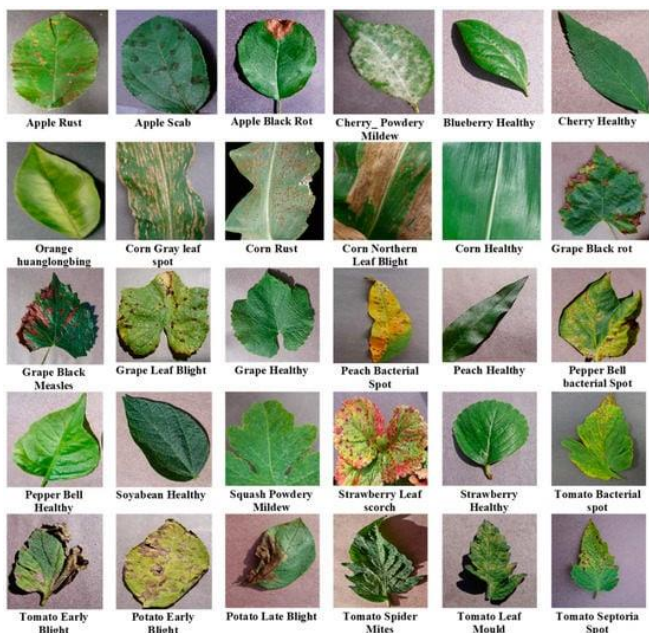 Apple Rust
Apple Scab
Apple Black Rot
Cherry_ Powdery
Mildew
Blueberry Healthy
Cherry Healthy
Orange
huanglongbing
Corn Gray leaf
spot
Corn Rust
Corn Northern
Leaf Blight
Corn Healthy
Grape Black rot
Grape Black
Measles
Grape Leaf Blight
Grape Healthy
Peach Bacterial
Spot
Peach Healthy
Pepper Bell
bacterial Spot
Pepper Bell
Healthy
Soyabean Healthy
Squash Powdery
Mildew
Strawberry Leaf
scorch
Strawberry
Healthy
Tomato Bacterial
spot
Tomato Early
Blight
Potato Early
Blight
Potato Late Blight
Tomato Spider
Mites
Tomato Leaf
Mould
Tomato Septoria
Spot